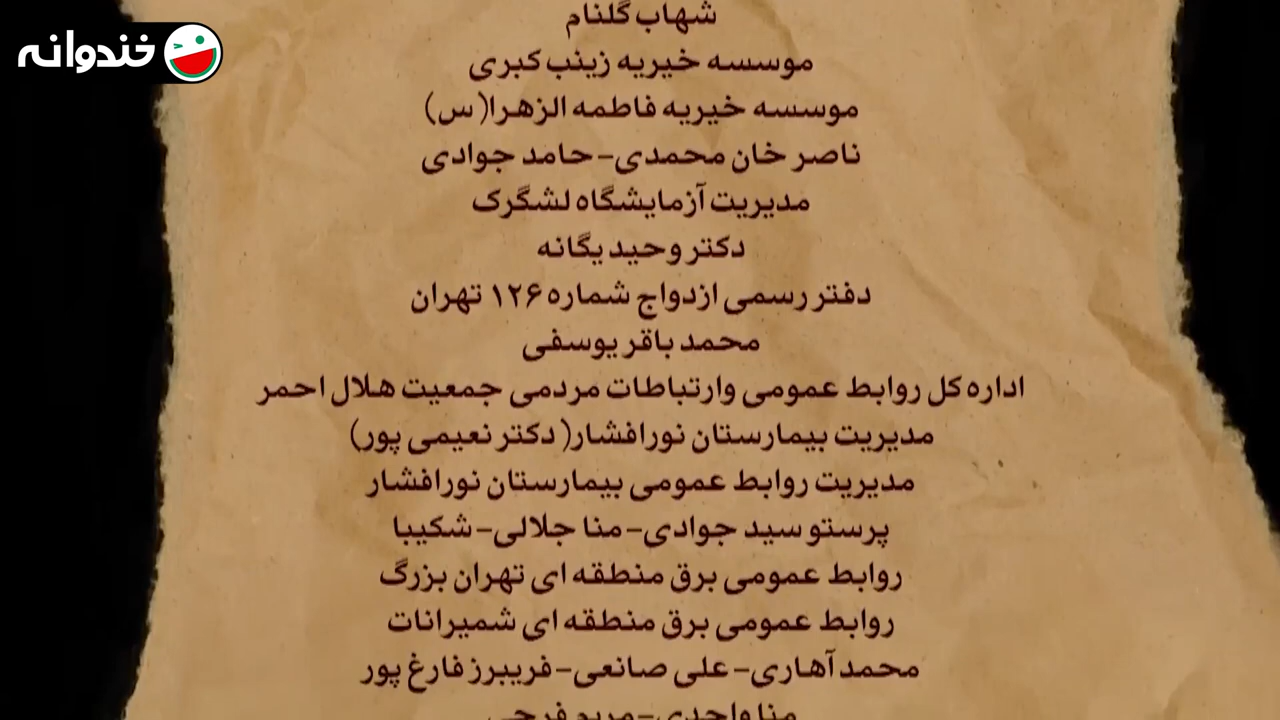 خندوانه
شهاب گلنام
موسسه خیریه زینب کبری
موسسه خیریه فاطمه الزهرا(س)
ناصر خان محمدی-حامد جوادی
مدیریت آزمایشگاه لشگرک
دکتر وحید یگانه
دفتر رسمی ازدواج شماره ۱۲۶ تهران
محمد باقر یوسفی
اداره کل روابط عمومی وارتباطات مردمی جمعیت هلال احمر
مدیریت بیمارستان نورافشار(دکتر نعیمی پور)
مدیریت روابط عمومی بیمارستان نورافشار
پرستو سید جوادی-منا جلالی-شکیبا
روابط عمومی برق منطقه ای تهران بزرگ
روابط عمومی برق منطقه ای شمیرانات
محمد آهاری-علی صانعی-فریبرز فارغ پور
منا واحدی-مریم فرجی